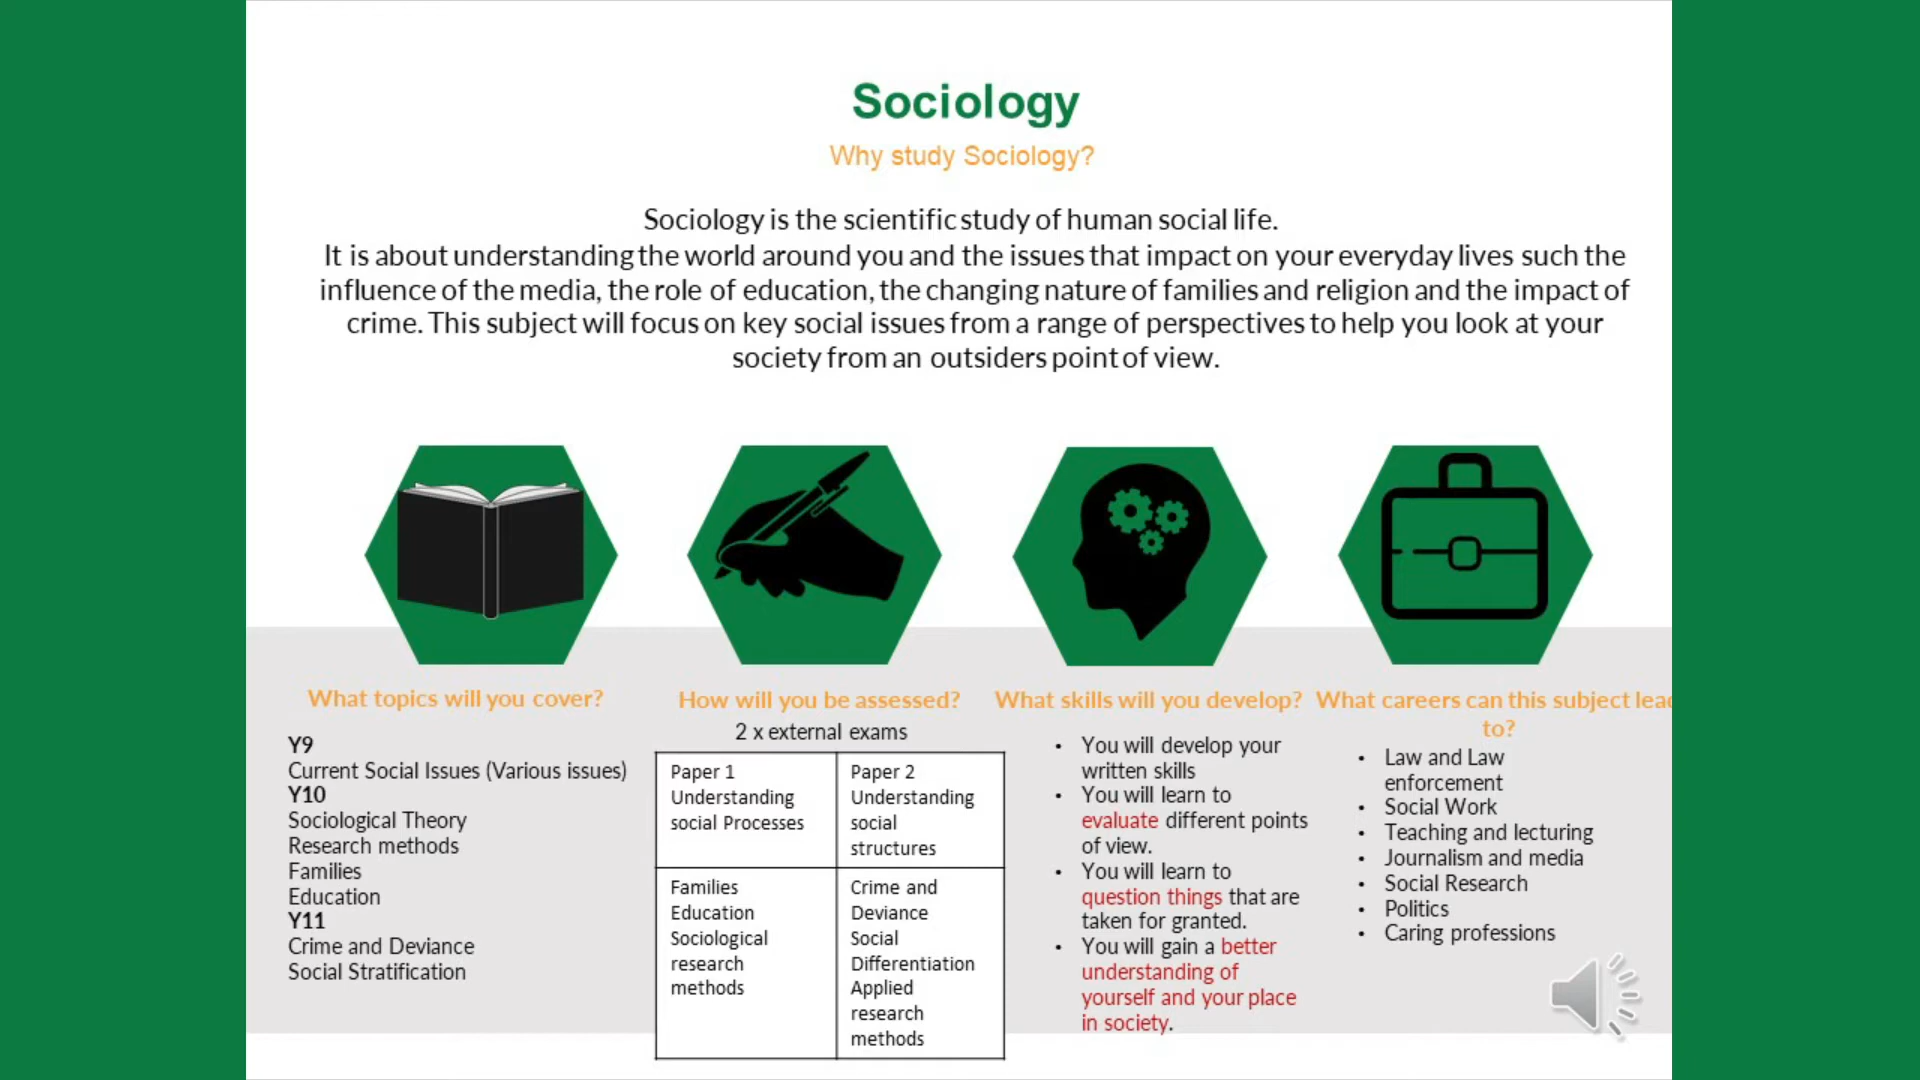 Sociology
Why study Sociology?
Sociology is the scientific study of human social life.
It is about understanding the world around you and the issues that impact on your everyday lives such the
influence of the media, the role of education, the changing nature of families and religion and the impact of
crime. This subject will focus on key social issues from a range of perspectives to help you look at your
society from an outsiders point of view.
What topics will you cover?
Y9
Current Social Issues (Various issues)
Y10
Sociological Theory
Research methods
Families
Education
Y11
Crime and Deviance
Social Stratification
How will you be assessed?
2 x external exams
Paper 1
Understanding
social Processes
Paper 2
Understanding
social
structures
Families
Education
Sociological
research
methods
Crime and
Deviance
Social
Differentiation
Applied
research
methods
What skills will you develop?
• You will develop your
written skills
• You will learn to
evaluate different points
of view.
• You will learn to
question things that are
taken for granted.
• You will gain a better
understanding of
yourself and your place
in society.
What careers can this subject lead
to?
• Law and Law
enforcement
• Social Work
• Teaching and lecturing
• Journalism and media
• Social Research
• Politics
• Caring professions